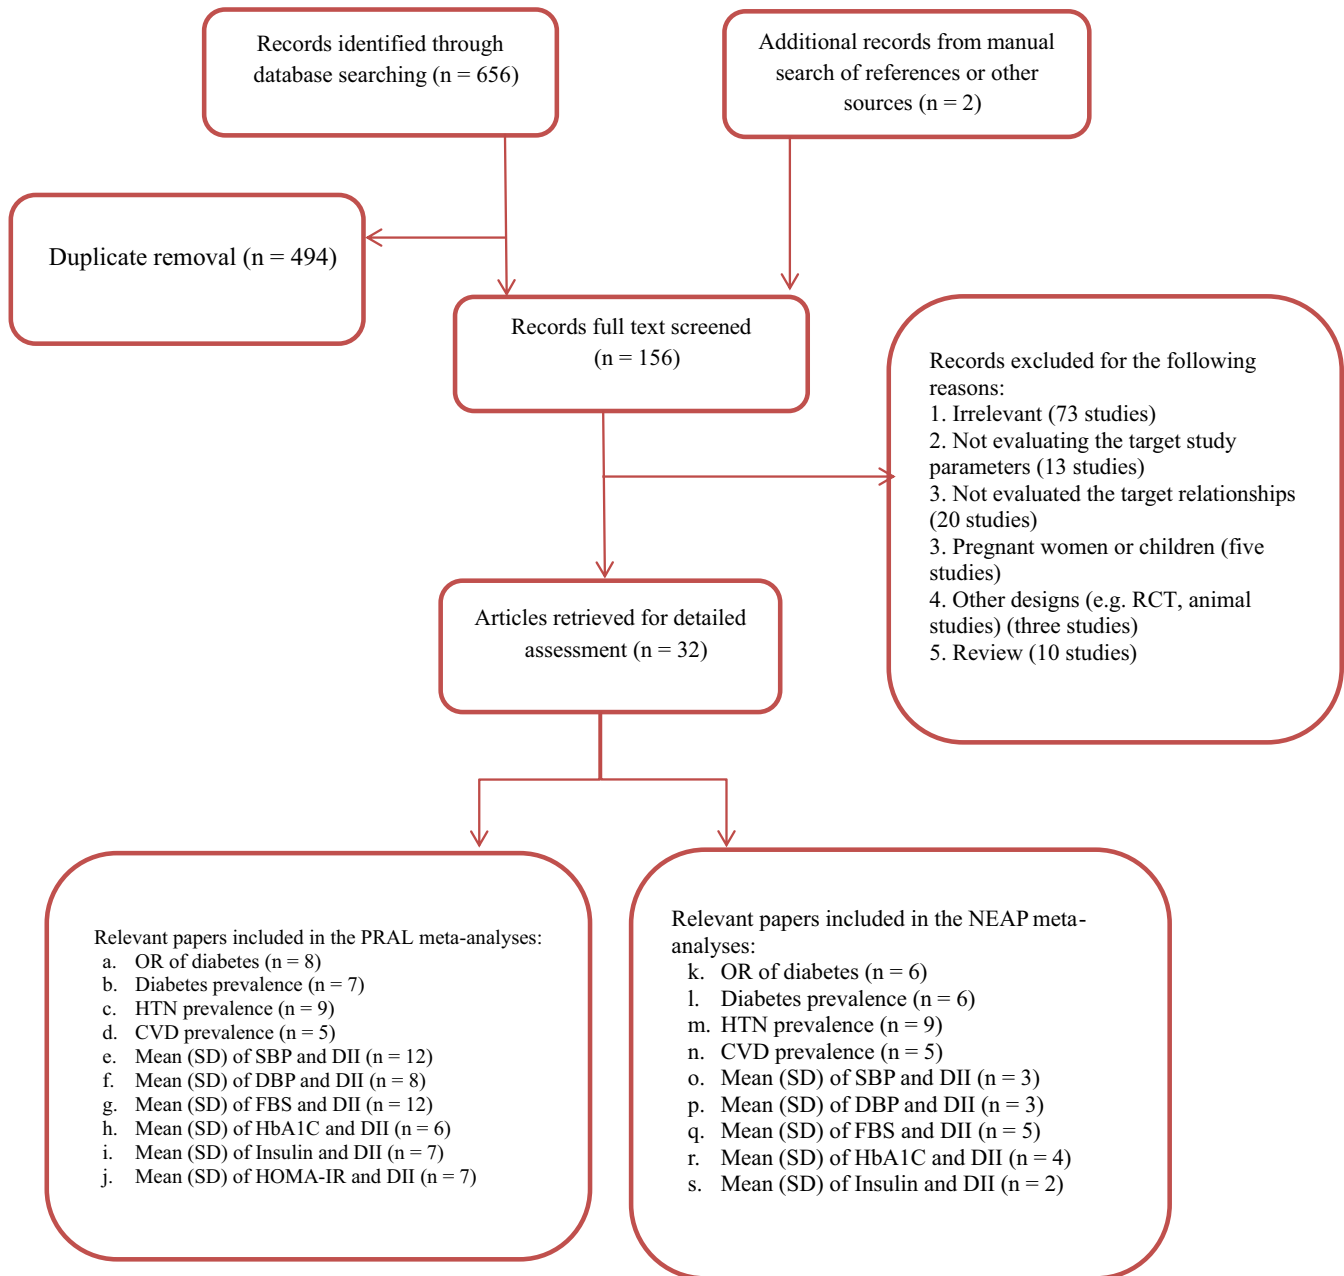 Records identified through
database searching (n = 656)
Additional records from manual
search of references or other
sources (n = 2)
Duplicate removal (n = 494)
Records full text screened
(n = 156)
Records excluded for the following
reasons:
1. Irrelevant (73 studies)
2. Not evaluating the target study
parameters (13 studies)
3. Not evaluated the target relationships
(20 studies)
3. Pregnant women or children (five
studies)
4. Other designs (e.g. RCT, animal
studies) (three studies)
5. Review (10 studies)
Articles retrieved for detailed
assessment (n = 32)
Relevant papers included in the PRAL meta-analyses:
a. OR of diabetes (n = 8)
b. Diabetes prevalence (n = 7)
c. HTN prevalence (n = 9)
d. CVD prevalence (n = 5)
e. Mean (SD) of SBP and DII (n = 12)
f. Mean (SD) of DBP and DII (n = 8)
g. Mean (SD) of FBS and DII (n = 12)
h. Mean (SD) of HbA1C and DII (n = 6)
i. Mean (SD) of Insulin and DII (n = 7)
j. Mean (SD) of HOMA-IR and DII (n = 7)
Relevant papers included in the NEAP meta-
analyses:
k. OR of diabetes (n = 6)
l. Diabetes prevalence (n = 6)
m. HTN prevalence (n = 9)
n. CVD prevalence (n = 5)
o. Mean (SD) of SBP and DII (n = 3)
p. Mean (SD) of DBP and DII (n = 3)
q. Mean (SD) of FBS and DII (n = 5)
r. Mean (SD) of HbA1C and DII (n = 4)
s. Mean (SD) of Insulin and DII (n = 2)